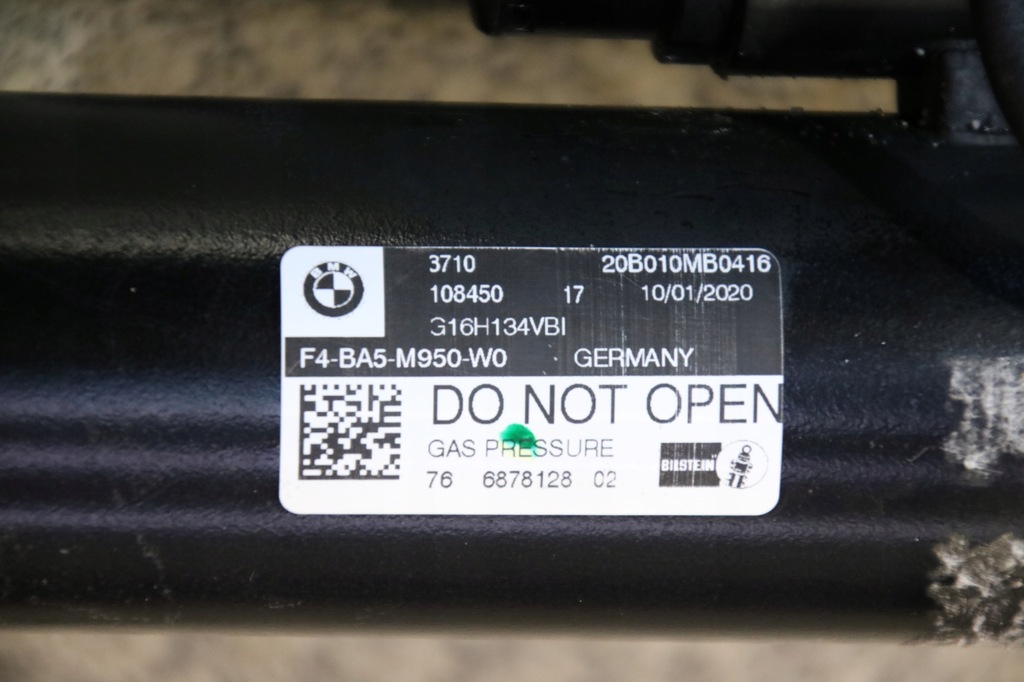 BMW
3710 20B010MB0416
108450 17 10/01/2020
G16H134VBI
F4-BA5-M950-W0 GERMANY
DO NOT OPEN
GAS PRESSURE
76 6878128 02
BILSTEIN